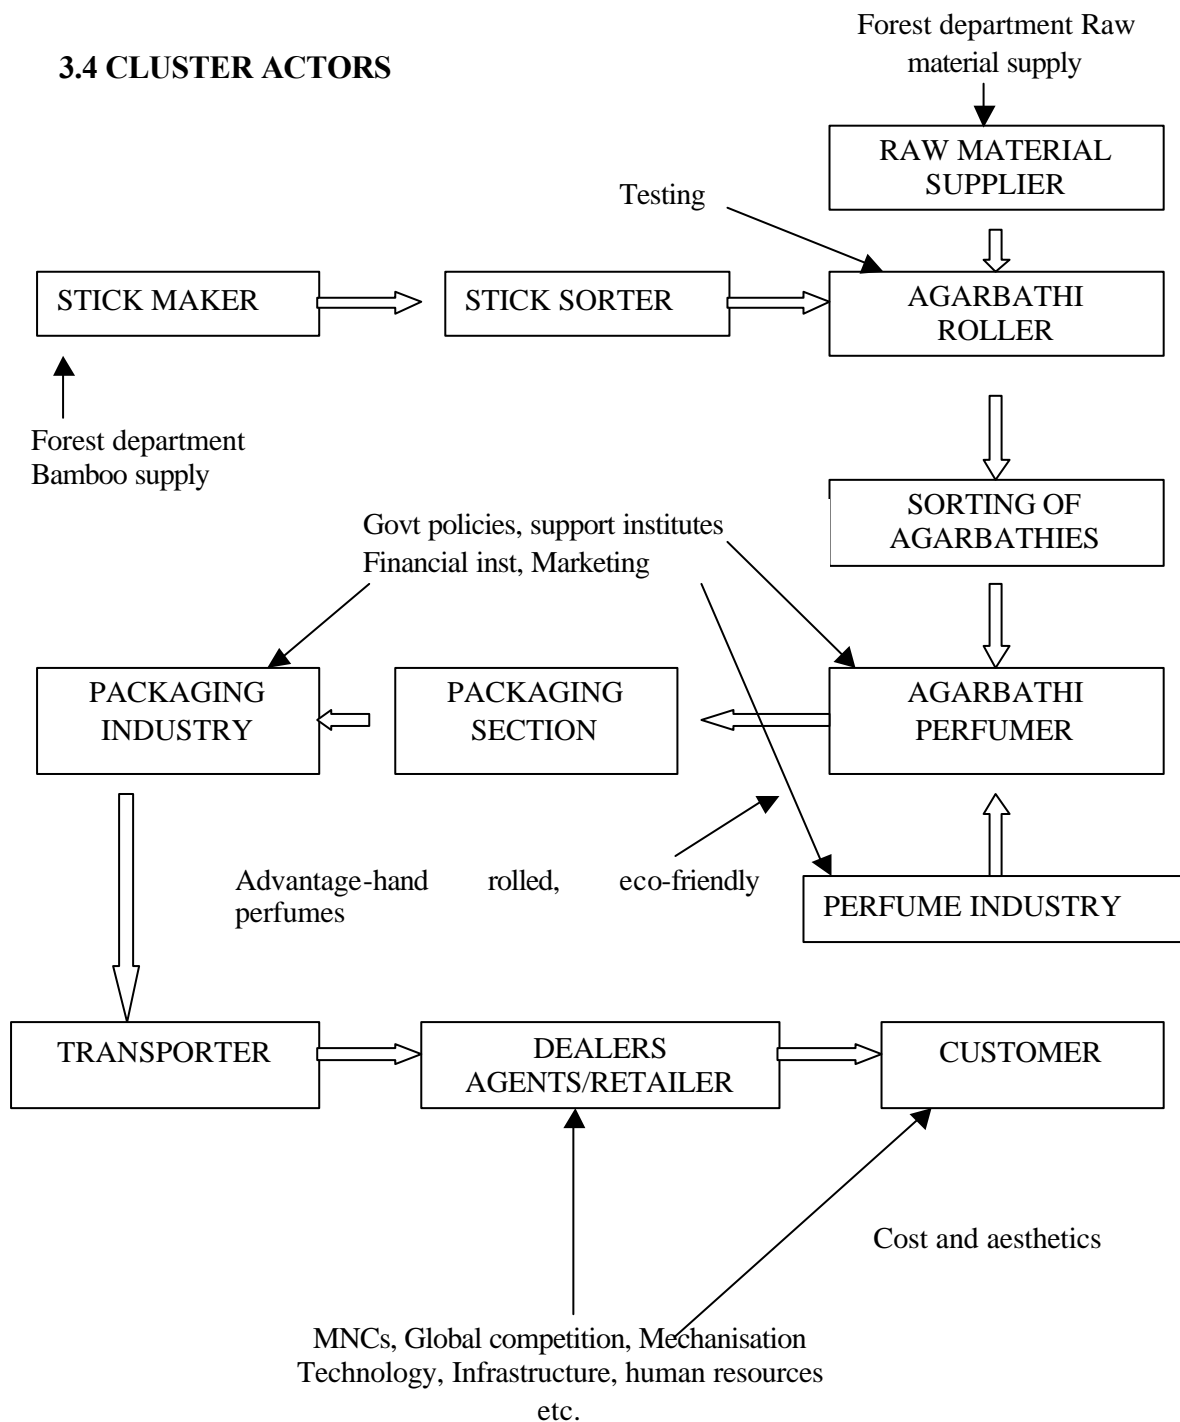 3.4 CLUSTER ACTORS
Forest department Raw
material supply
RAW MATERIAL
SUPPLIER
Testing
STICK MAKER
STICK SORTER
AGARBATHI
ROLLER
Forest department
Bamboo supply
SORTING OF
AGARBATHIES
Govt policies, support institutes
Financial inst, Marketing
PACKAGING
INDUSTRY
PACKAGING
SECTION
AGARBATHI
PERFUMER
Advantage-hand rolled, eco-friendly
perfumes
PERFUME INDUSTRY
TRANSPORTER
DEALERS
AGENTS/RETAILER
CUSTOMER
Cost and aesthetics
MNCs, Global competition, Mechanisation
Technology, Infrastructure, human resources
etc.